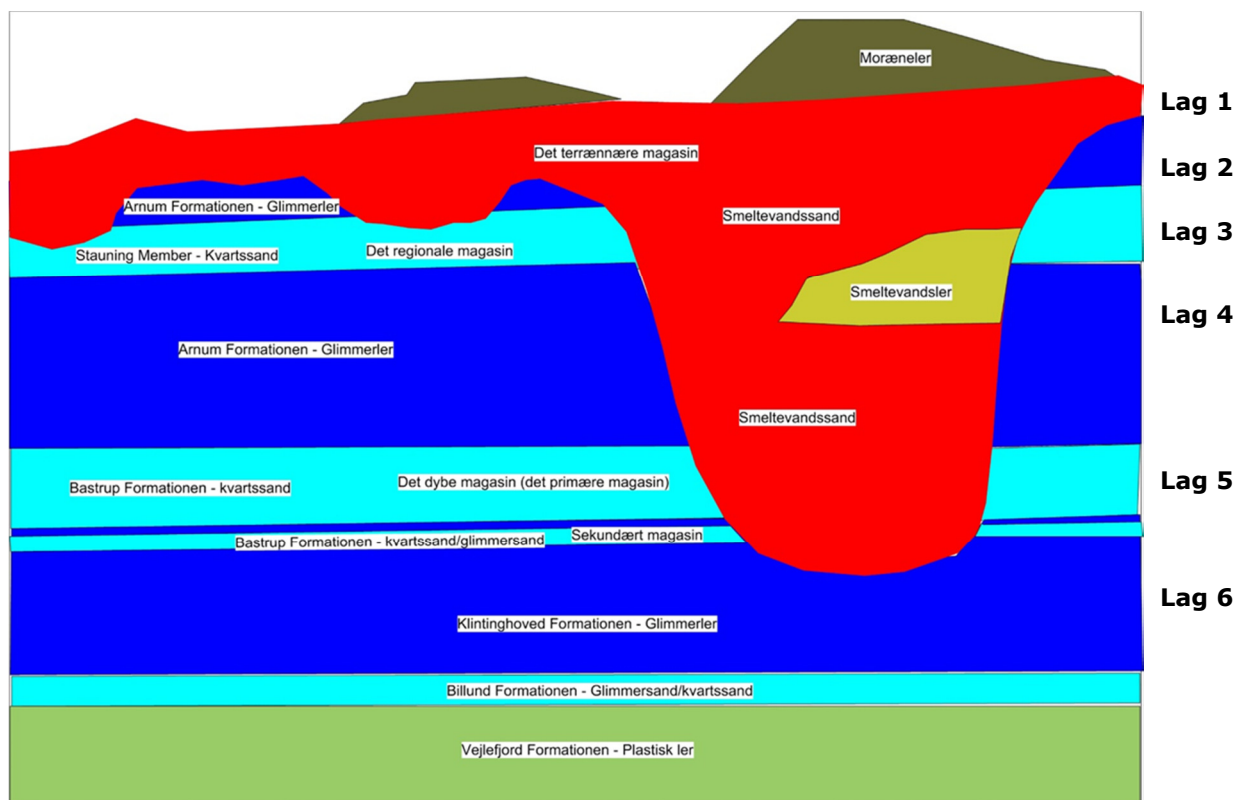 Moræneler
Lag 1
Det terrænnære magasin
Lag 2
Arnum Formationen - Glimmerler
Smeltevandssand
Lag 3
Stauning Member - Kvartssand
Det regionale magasin
Smeltevandsler
Lag 4
Arnum Formationen - Glimmerler
Smeltevandssand
Bastrup Formationen - kvartssand
Det dybe magasin (det primære magasin)
Lag 5
Bastrup Formationen - kvartssand/glimmersand
Sekundært magasin
Lag 6
Klintinghoved Formationen - Glimmerler
Billund Formationen - Glimmersand/kvartssand
Vejlefjord Formationen - Plastisk ler